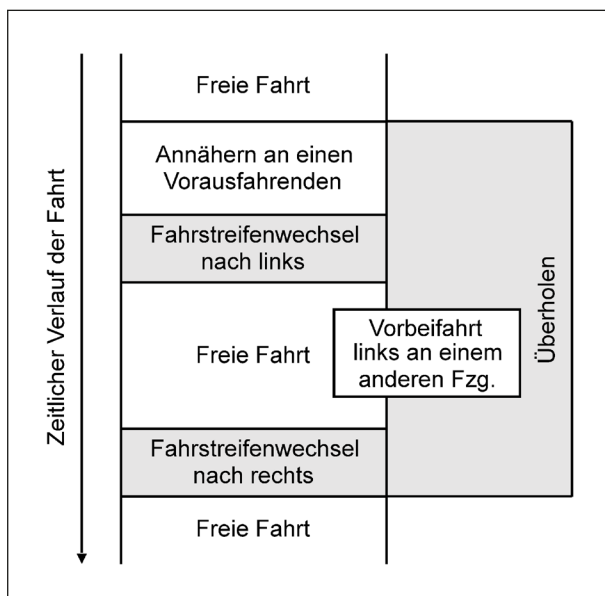 Zeitlicher Verlauf der Fahrt
Freie Fahrt
Annähern an einen
Vorausfahrenden
Fahrstreifenwechsel
nach links
Freie Fahrt
Vorbeifahrt
links an einem
anderen Fzg.
Überholen
Fahrstreifenwechsel
nach rechts
Freie Fahrt